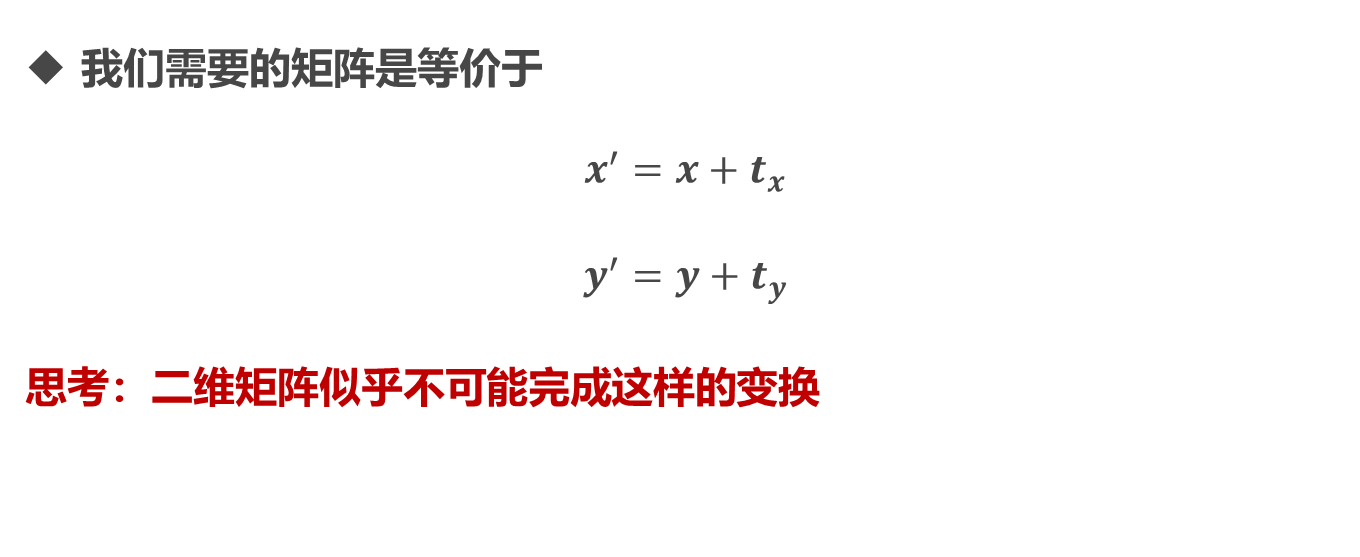 ◆ 我们需要的矩阵是等价于
x′ = x + tₓ
y′ = y + t_y
思考：二维矩阵似乎不可能完成这样的变换